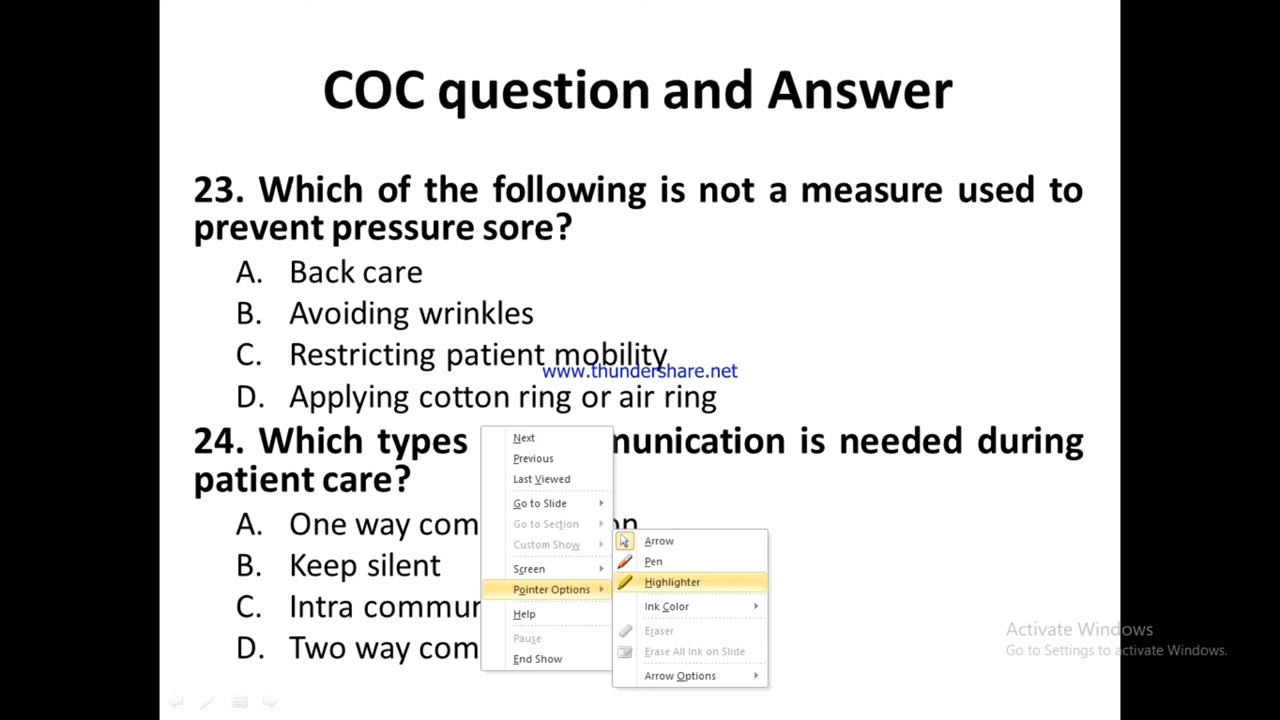 COC question and Answer
23. Which of the following is not a measure used to
prevent pressure sore?
A. Back care
B. Avoiding wrinkles
C. Restricting patient mobility
www.thundershare.net
D. Applying cotton ring or air ring
24. Which types munication is needed during
patient care?
A. One way com on
B. Keep silent
C. Intra commu
D. Two way com
Next
Previous
Last Viewed
Go to Slide
Go to Section
Custom Show
Screen
Pointer Options
Help
Pause
End Show
Arrow
Pen
Highlighter
Ink Color
Eraser
Erase All Ink on Slide
Arrow Options
Activate Windows
Go to Settings to activate Windows.